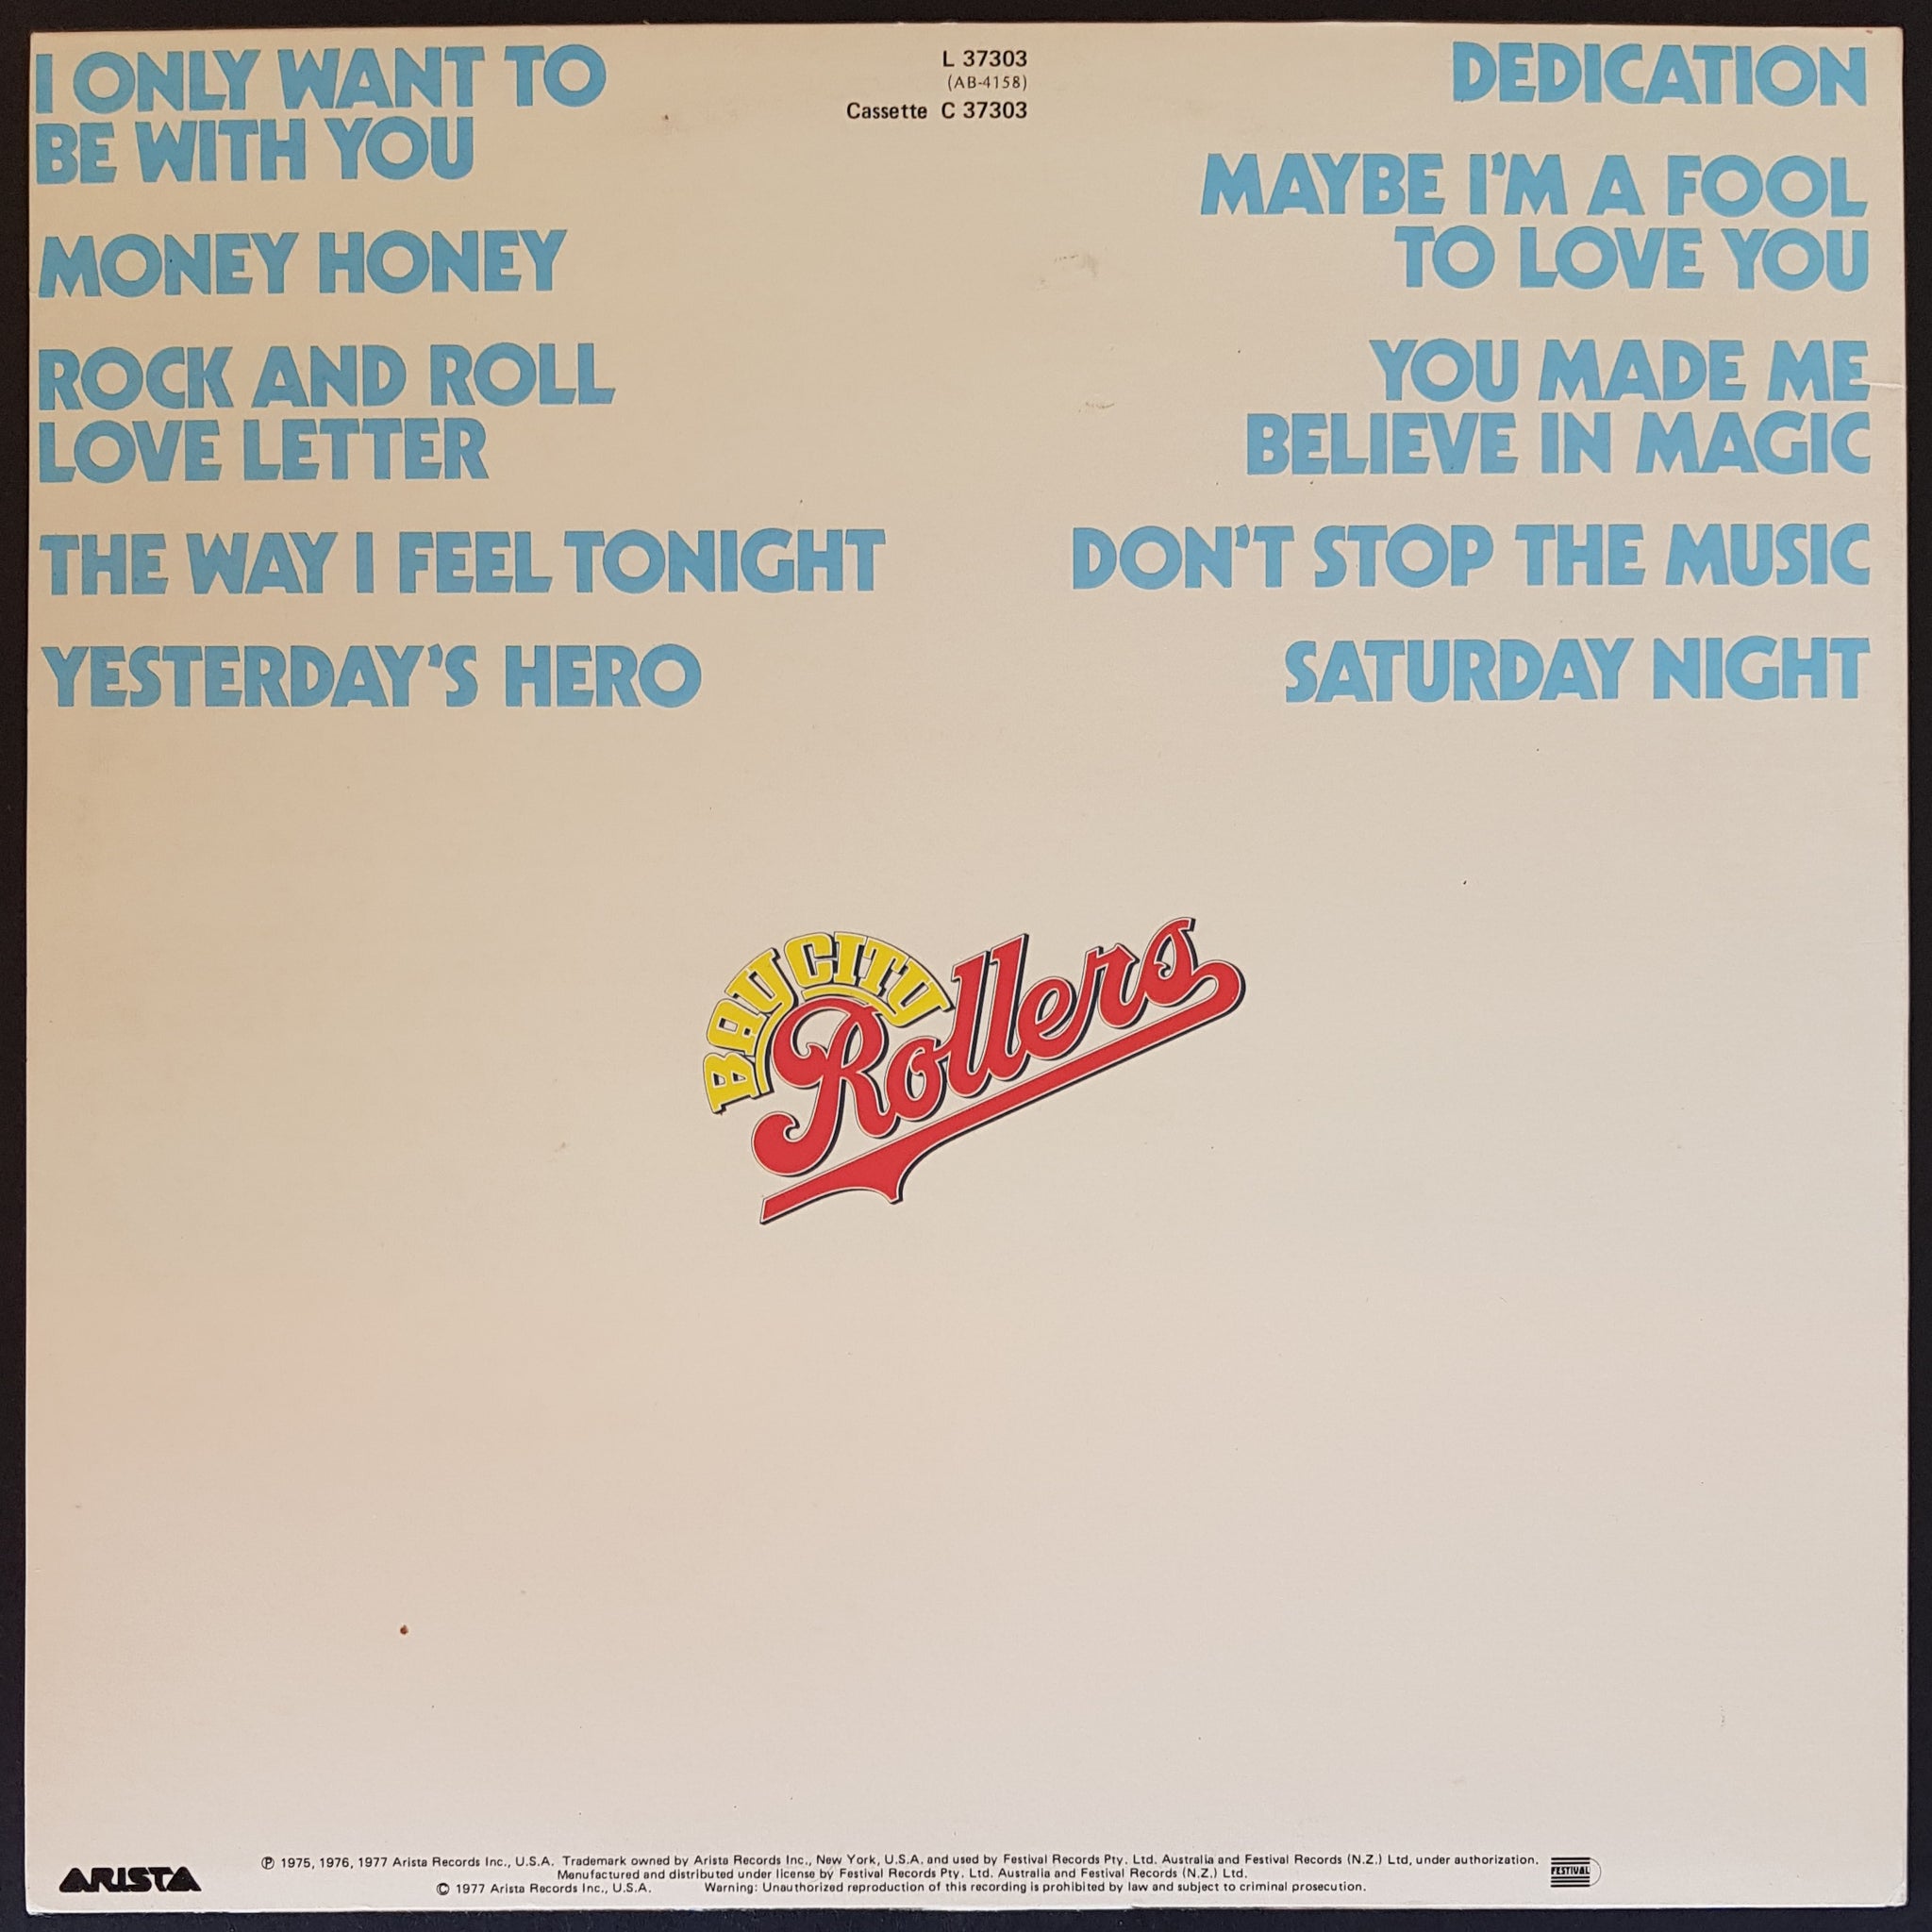 I ONLY WANT TO
BE WITH YOU
MONEY HONEY
ROCK AND ROLL
LOVE LETTER
THE WAY I FEEL TONIGHT
YESTERDAY'S HERO
L 37303
(AB-4158)
Cassette C 37303
DEDICATION
MAYBE I'M A FOOL
TO LOVE YOU
YOU MADE ME
BELIEVE IN MAGIC
DON'T STOP THE MUSIC
SATURDAY NIGHT
BAY CITY
Rollers
ARISTA
℗ 1975, 1976, 1977 Arista Records Inc., U.S.A. Trademark owned by Arista Records Inc., New York, U.S.A. and used by Festival Records Pty. Ltd. Australia and Festival Records (N.Z.) Ltd, under authorization.
Manufactured and distributed under license by Festival Records Pty. Ltd. Australia and Festival Records (N.Z.) Ltd.
© 1977 Arista Records Inc., U.S.A. Warning: Unauthorized reproduction of this recording is prohibited by law and subject to criminal prosecution.
FESTIVAL